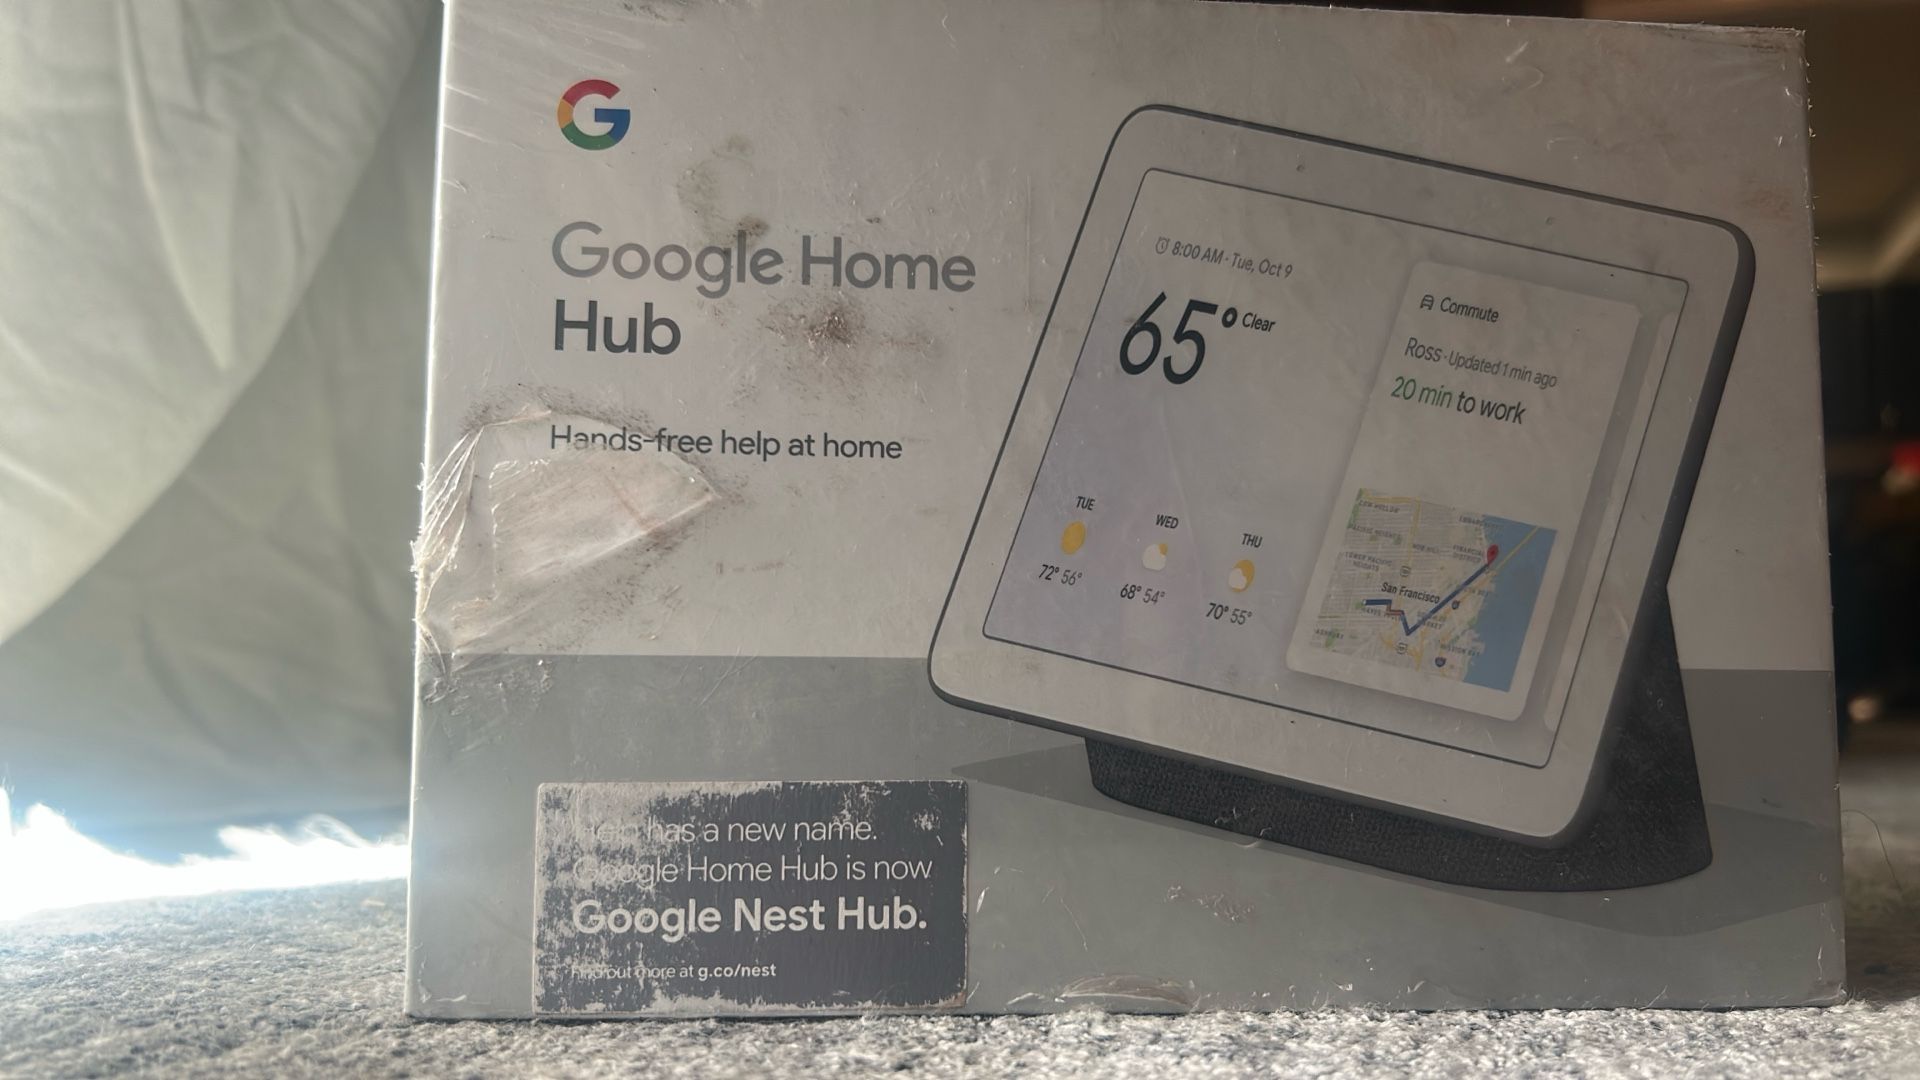 G
Google Home
Hub
Hands-free help at home
8:00 AM · Tue, Oct 9
65° Clear
TUE
72° 56°
WED
68° 54°
THU
70° 55°
Commute
Ross · Updated 1 min ago
20 min to work
San Francisco
Help has a new name.
Google Home Hub is now
Google Nest Hub.
Find out more at g.co/nest